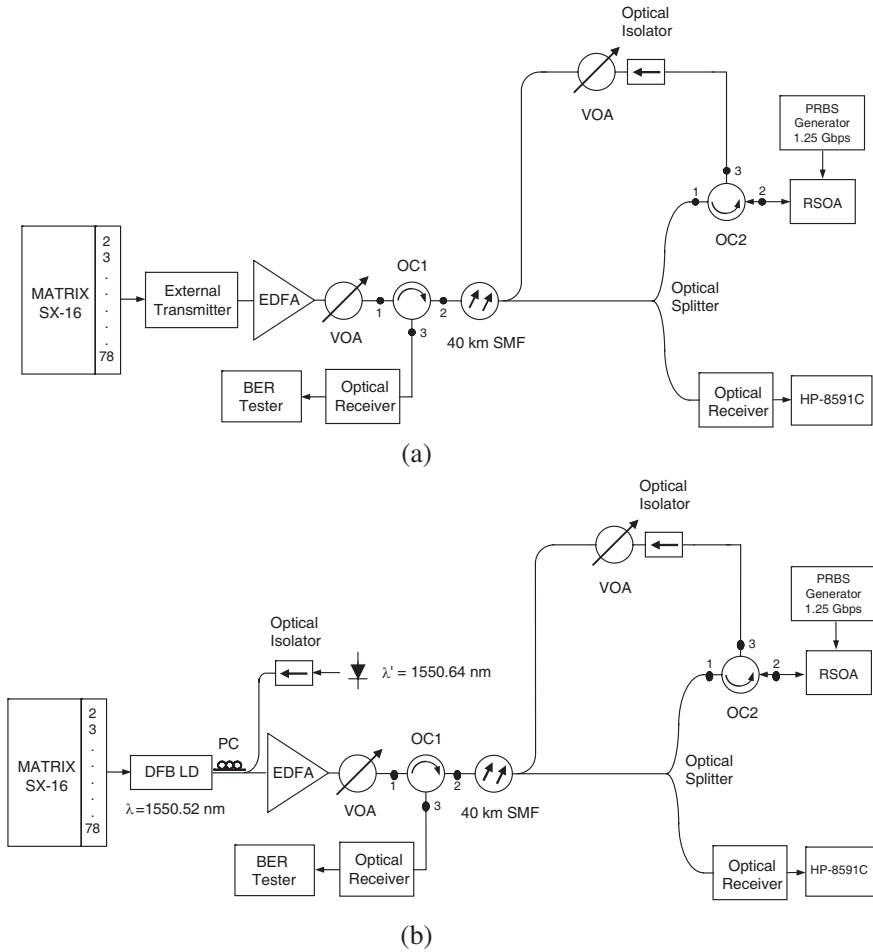 Optical
Isolator
VOA
PRBS
Generator
1.25 Gbps
3
1
2
RSOA
OC2
MATRIX
SX-16
2
3
.
.
.
.
.
78
External
Transmitter
EDFA
VOA
OC1
1
2
3
40 km SMF
Optical
Splitter
BER
Tester
Optical
Receiver
Optical
Receiver
HP-8591C
(a)
Optical
Isolator
VOA
PRBS
Generator
1.25 Gbps
3
1
2
RSOA
OC2
Optical
Isolator
λ' = 1550.64 nm
MATRIX
SX-16
2
3
.
.
.
.
.
78
DFB LD
λ=1550.52 nm
PC
EDFA
VOA
OC1
1
2
3
40 km SMF
Optical
Splitter
BER
Tester
Optical
Receiver
Optical
Receiver
HP-8591C
(b)